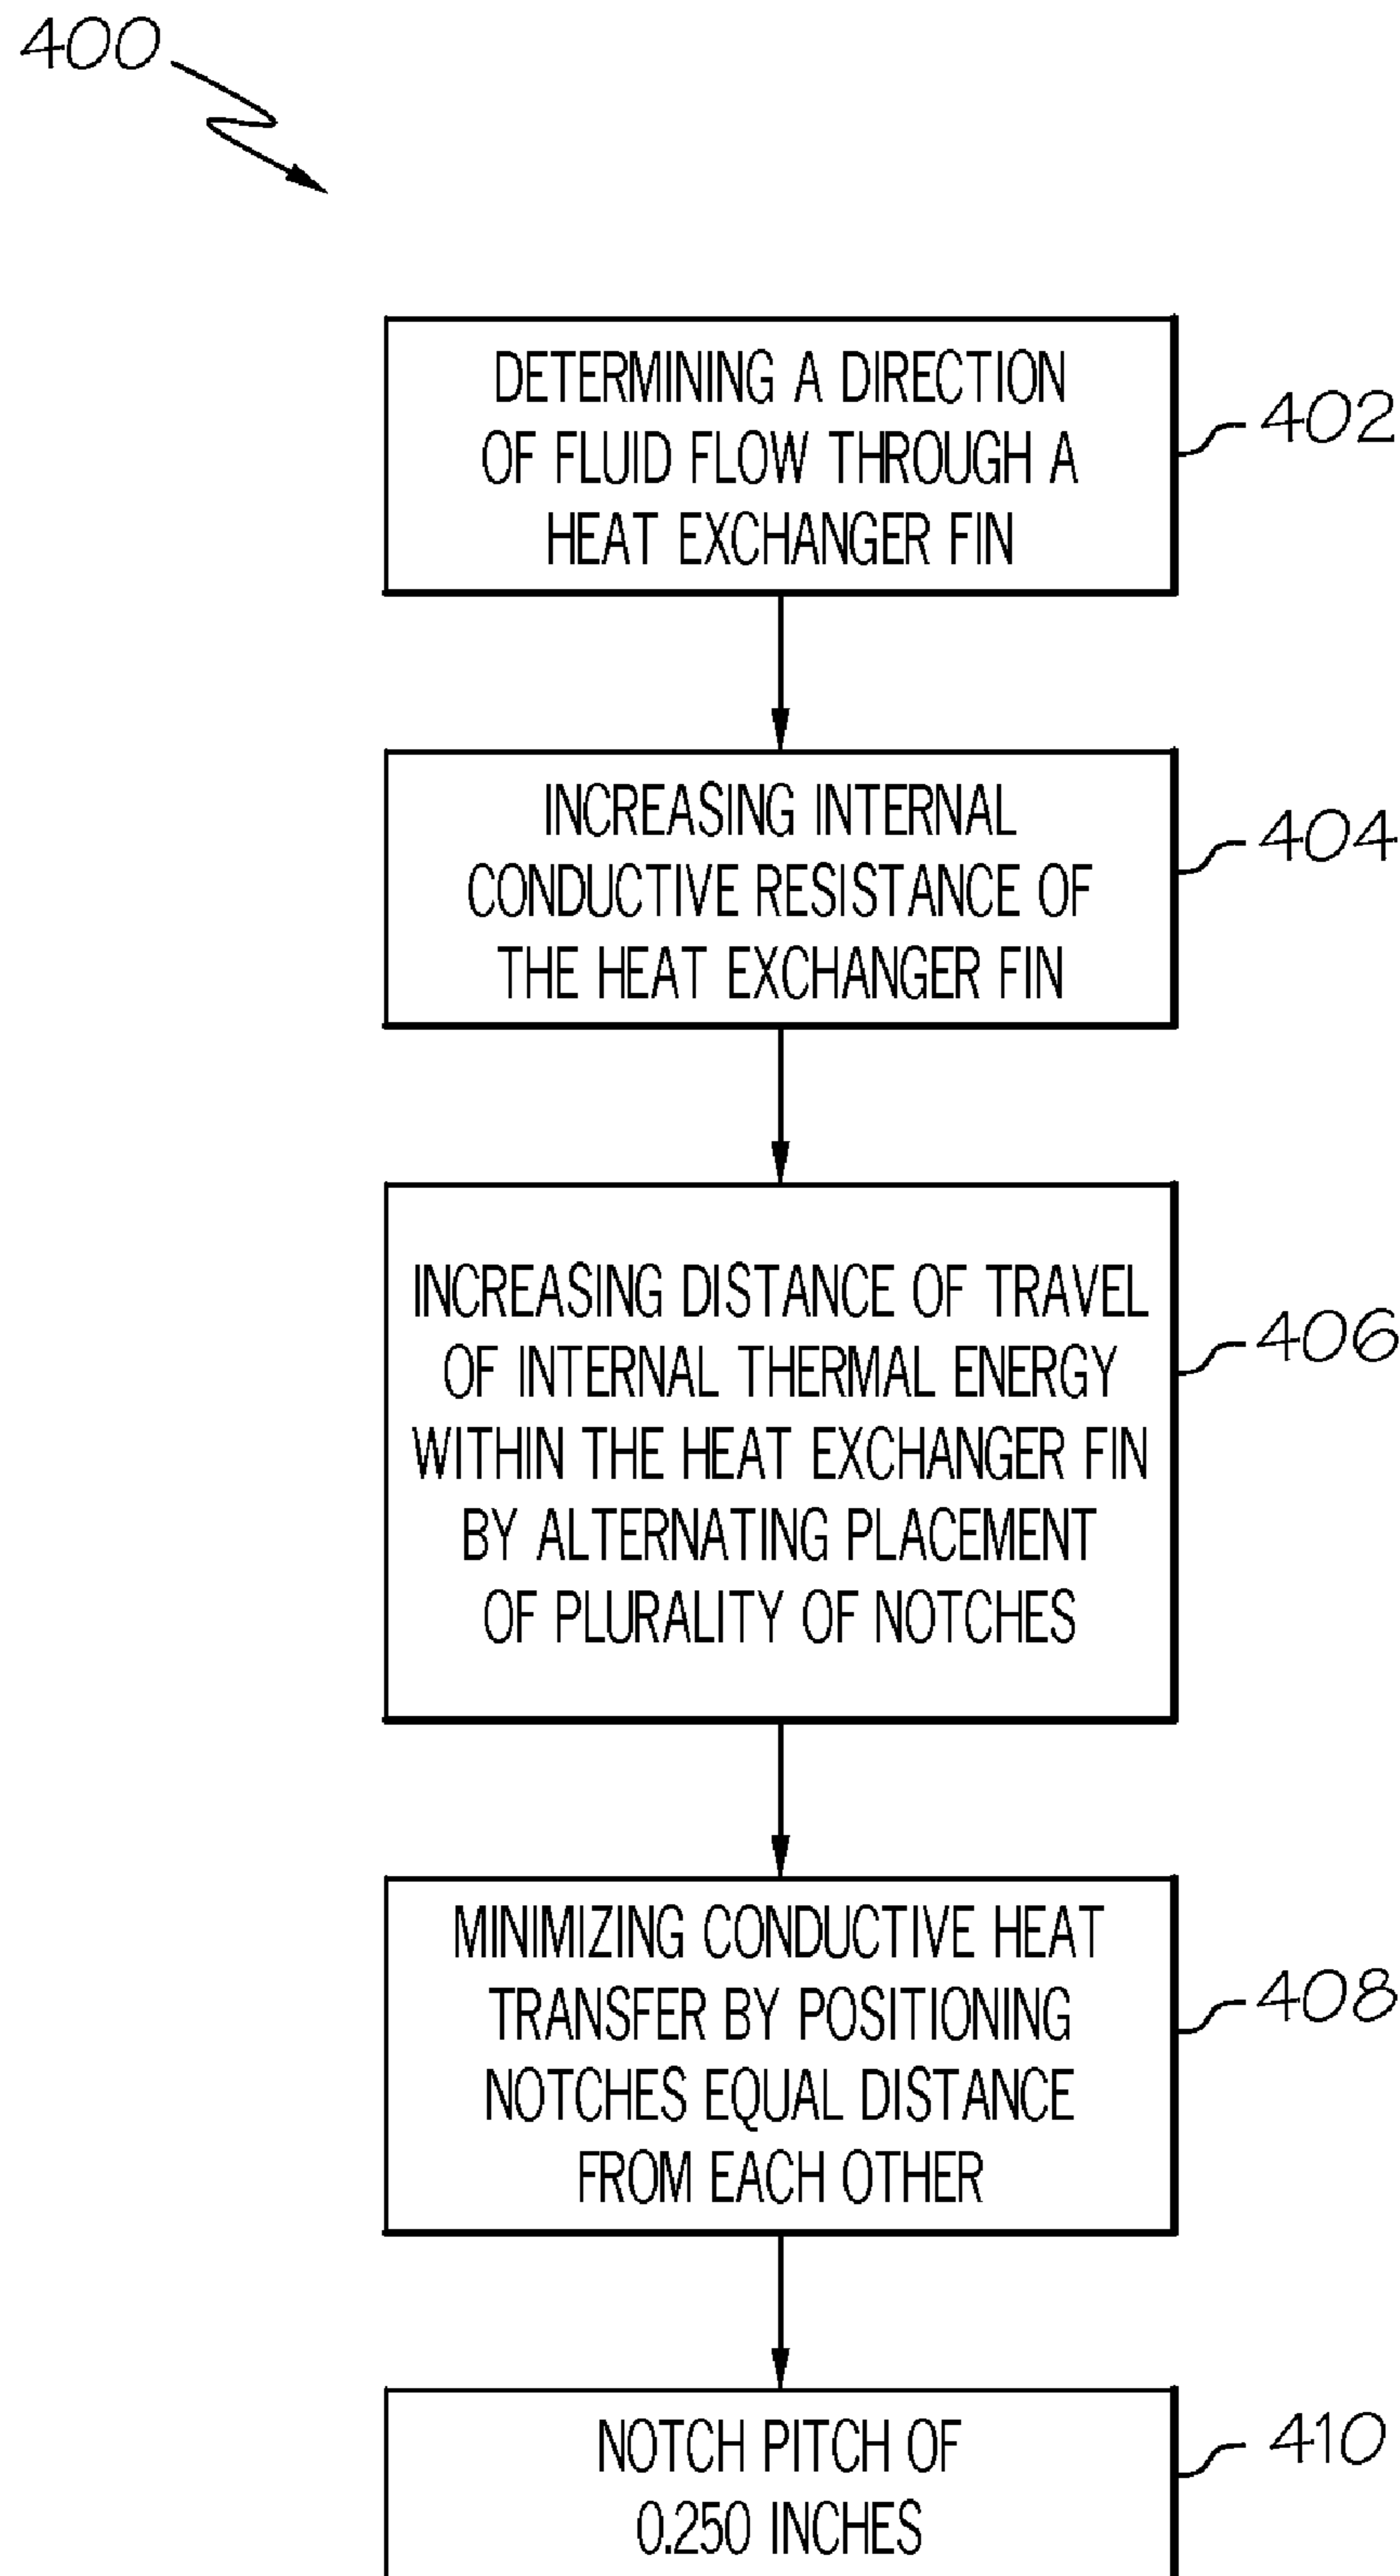 400
DETERMINING A DIRECTION
OF FLUID FLOW THROUGH A
HEAT EXCHANGER FIN
402
INCREASING INTERNAL
CONDUCTIVE RESISTANCE OF
THE HEAT EXCHANGER FIN
404
INCREASING DISTANCE OF TRAVEL
OF INTERNAL THERMAL ENERGY
WITHIN THE HEAT EXCHANGER FIN
BY ALTERNATING PLACEMENT
OF PLURALITY OF NOTCHES
406
MINIMIZING CONDUCTIVE HEAT
TRANSFER BY POSITIONING
NOTCHES EQUAL DISTANCE
FROM EACH OTHER
408
NOTCH PITCH OF
0.250 INCHES
410